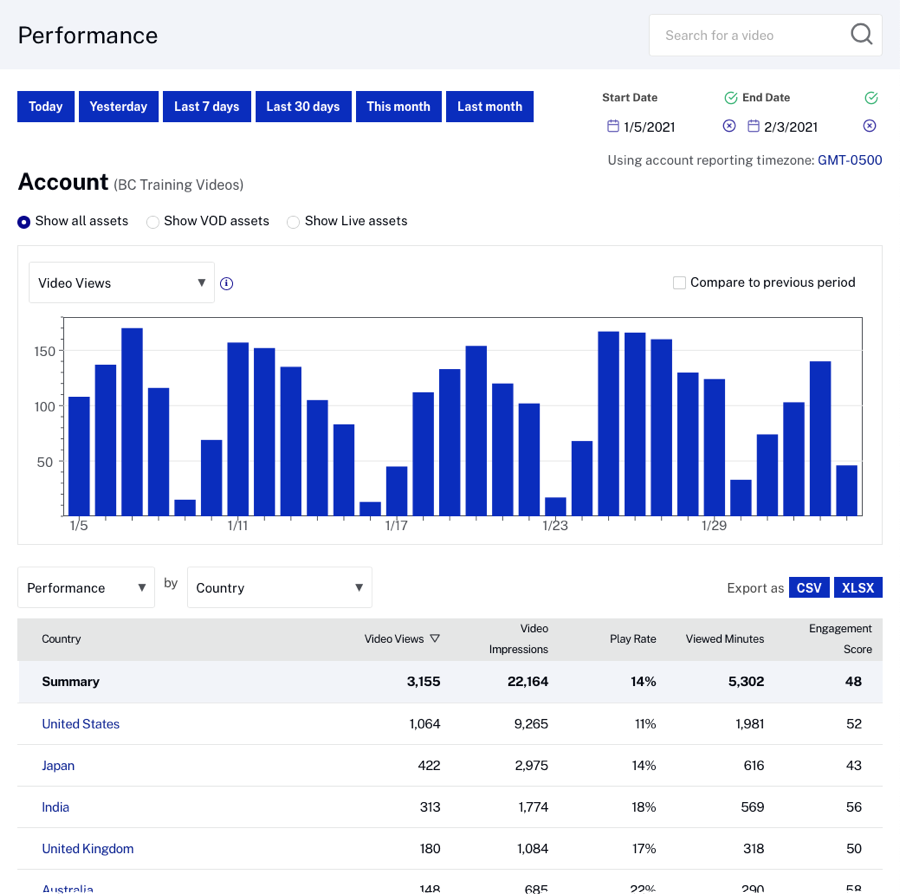 Performance
Search for a video
Today Yesterday Last 7 days Last 30 days This month Last month
Start Date End Date
1/5/2021 2/3/2021
Using account reporting timezone: GMT-0500
Account (BC Training Videos)
Show all assets Show VOD assets Show Live assets
Video Views Compare to previous period
150
100
50
1/5 1/11 1/17 1/23 1/29
Performance by Country Export as CSV XLSX
Country Video Views Video Impressions Play Rate Viewed Minutes Engagement Score
Summary 3,155 22,164 14% 5,302 48
United States 1,064 9,265 11% 1,981 52
Japan 422 2,975 14% 616 43
India 313 1,774 18% 569 56
United Kingdom 180 1,084 17% 318 50
Australia 148 685 22% 290 58